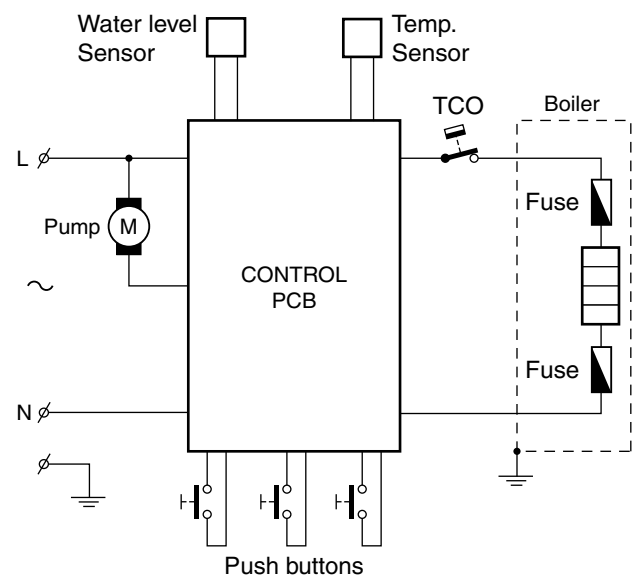 Water level
Sensor
Temp.
Sensor
TCO
Boiler
L
Fuse
Pump
M
CONTROL
PCB
Fuse
N
Push buttons